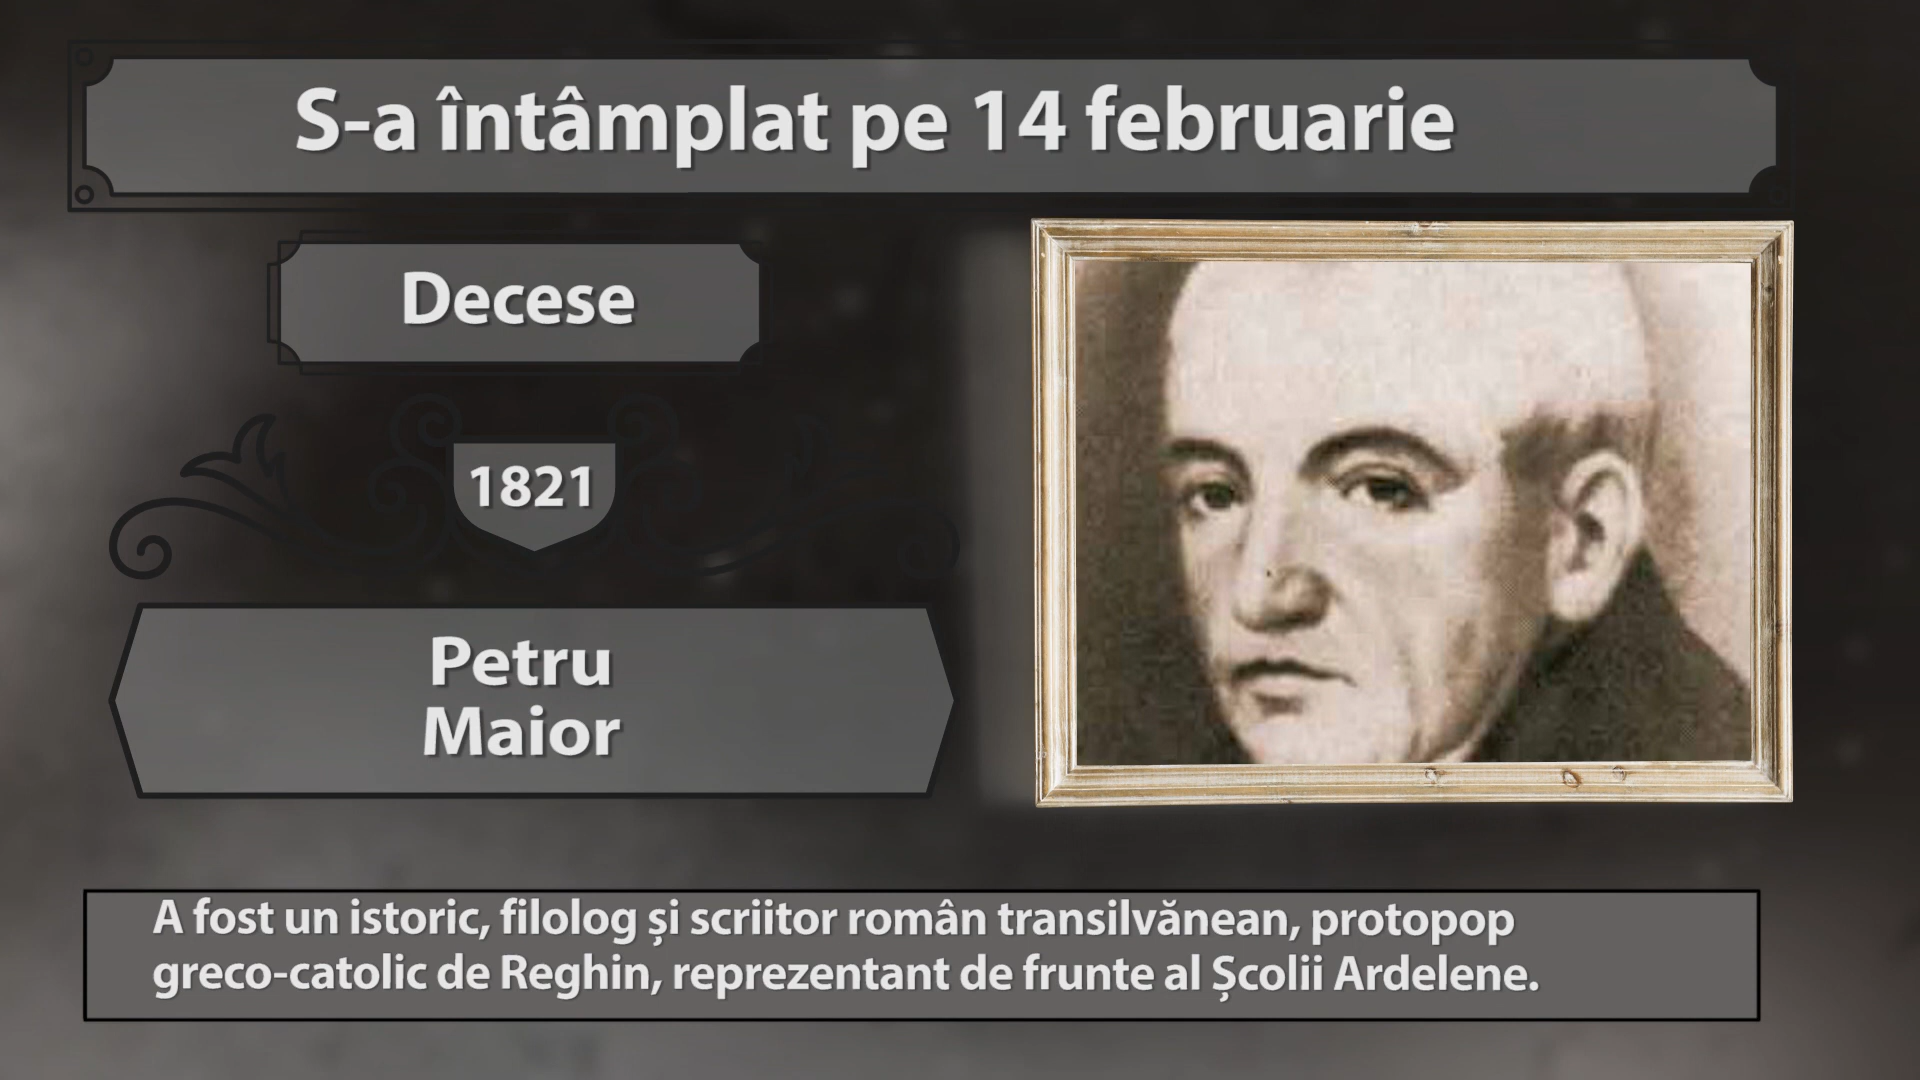 S-a întâmplat pe 14 februarie
Decese
1821
Petru
Maior
A fost un istoric, filolog și scriitor român transilvănean, protopop
greco-catolic de Reghin, reprezentant de frunte al Școlii Ardelene.